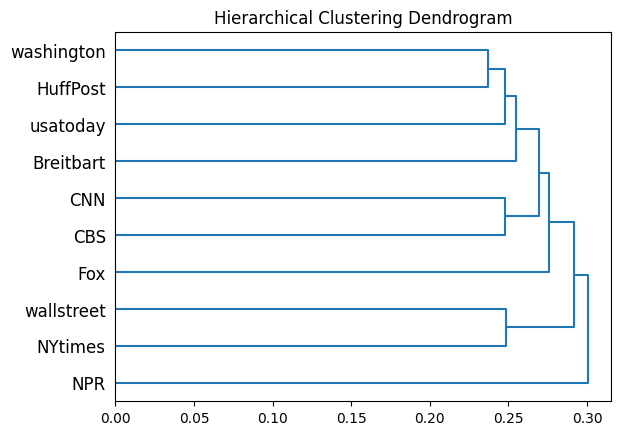 Hierarchical Clustering Dendrogram
washington
HuffPost
usatoday
Breitbart
CNN
CBS
Fox
wallstreet
NYtimes
NPR
0.00 0.05 0.10 0.15 0.20 0.25 0.30